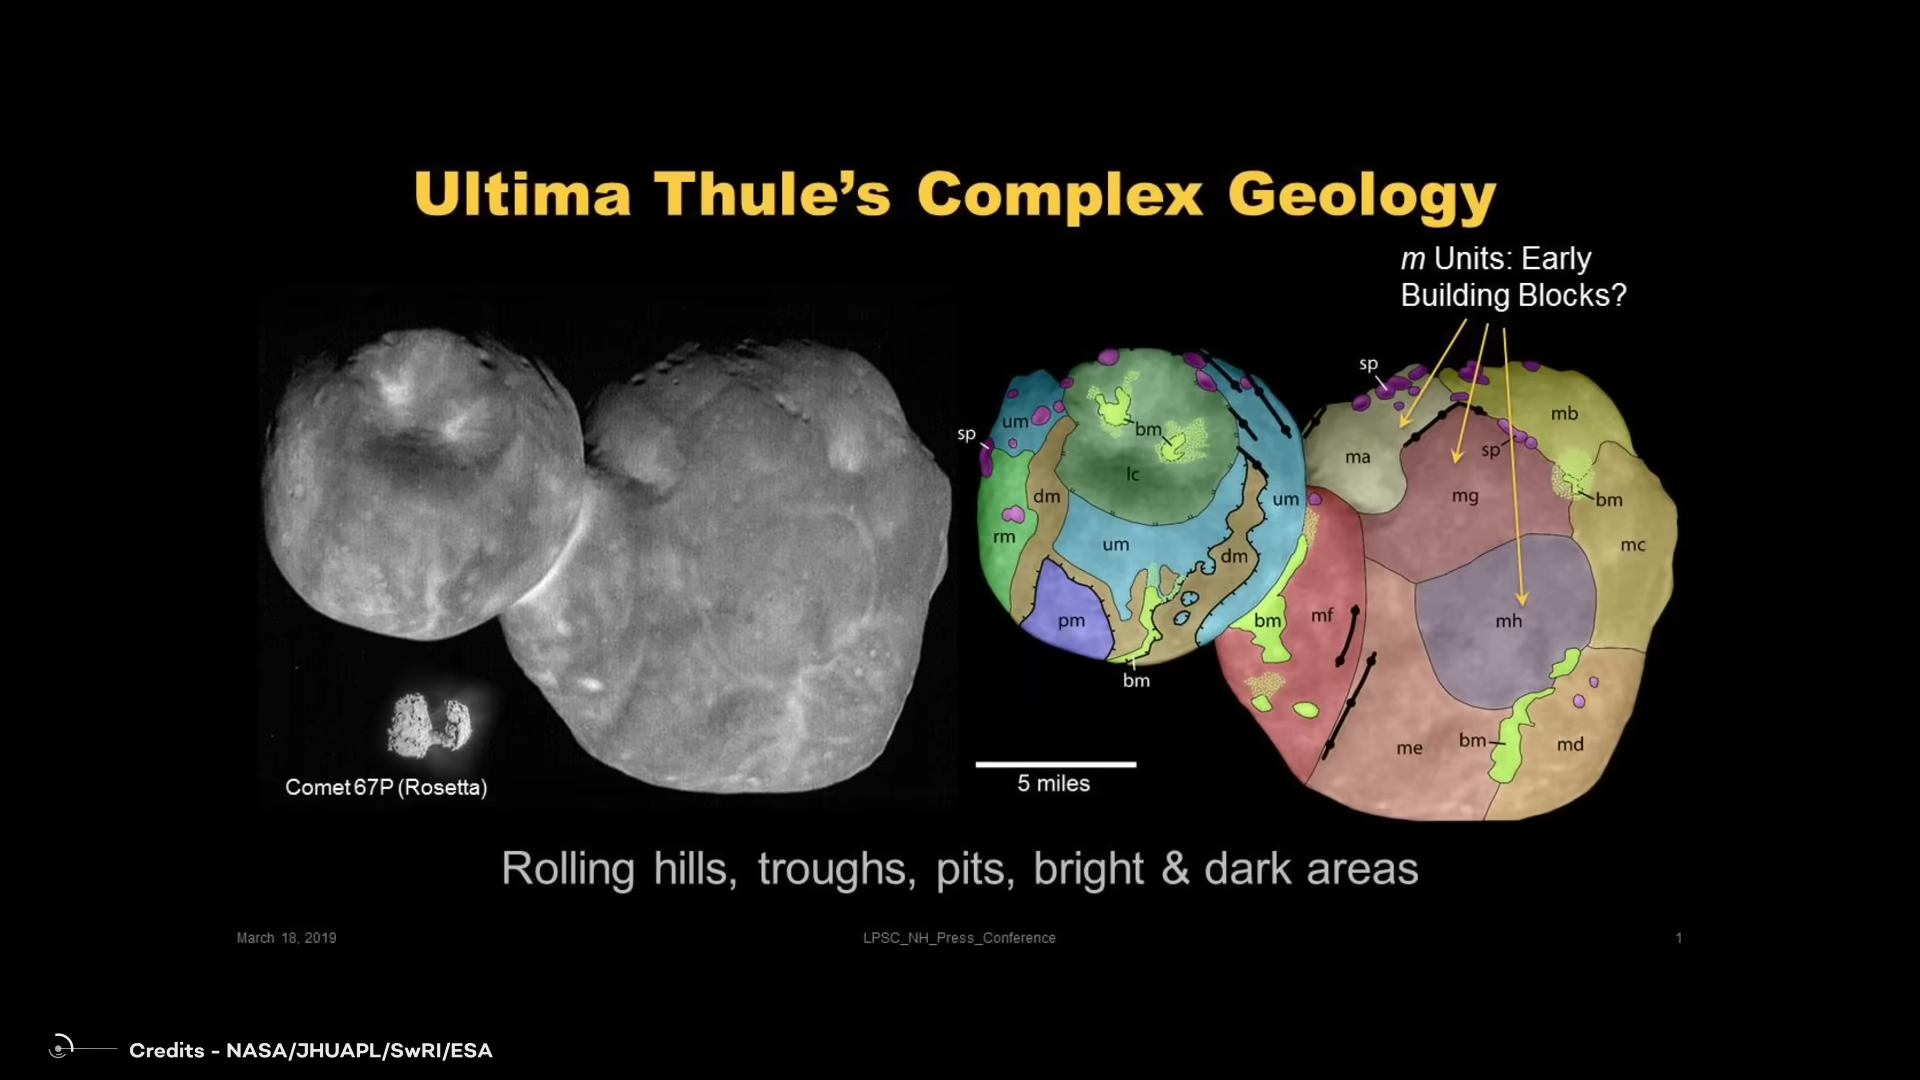 Ultima Thule’s Complex Geology
m Units: Early
Building Blocks?
sp
mb
um
bm
sp
ma
sp
lc
dm
um
mg
bm
rm
um
dm
mc
pm
bm
mf
mh
bm
bm
md
me
Comet 67P (Rosetta)
5 miles
Rolling hills, troughs, pits, bright & dark areas
March 18, 2019
LPSC_NH_Press_Conference
1
Credits - NASA/JHUAPL/SwRI/ESA